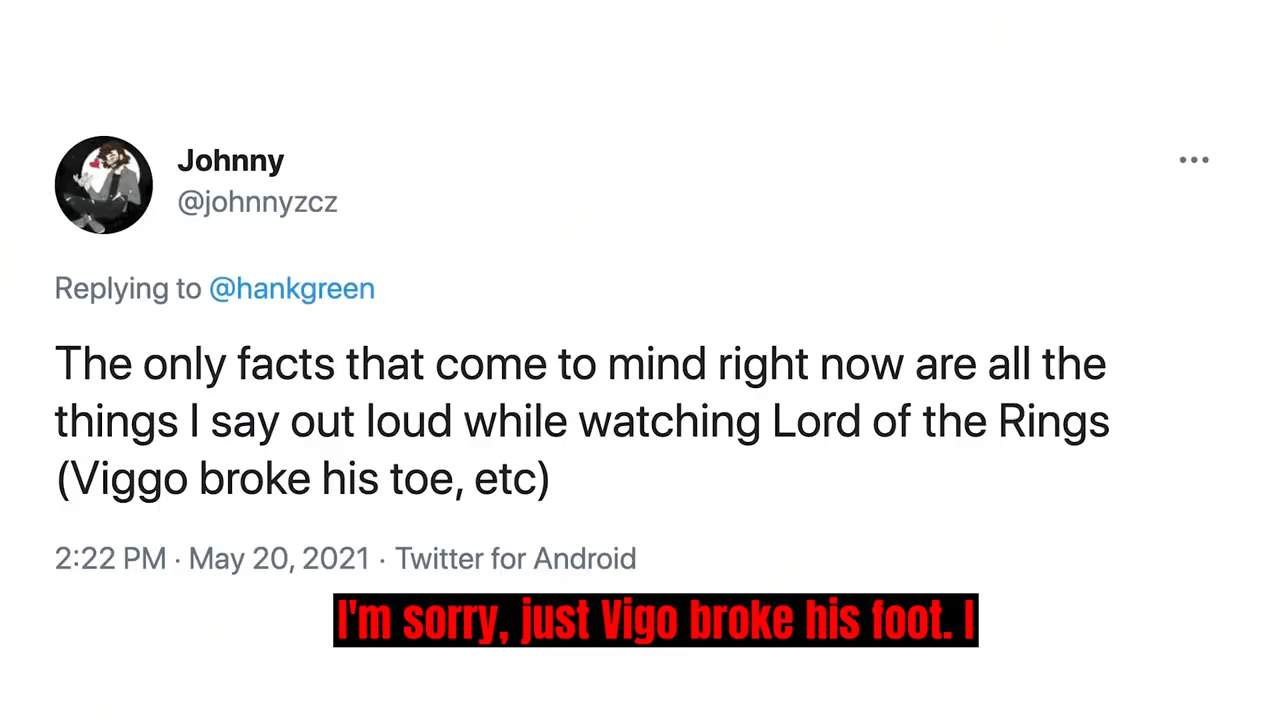 Johnny
@johnnyzcz
Replying to @hankgreen
The only facts that come to mind right now are all the
things I say out loud while watching Lord of the Rings
(Viggo broke his toe, etc)
2:22 PM · May 20, 2021 · Twitter for Android
I'm sorry, just Vigo broke his foot. I